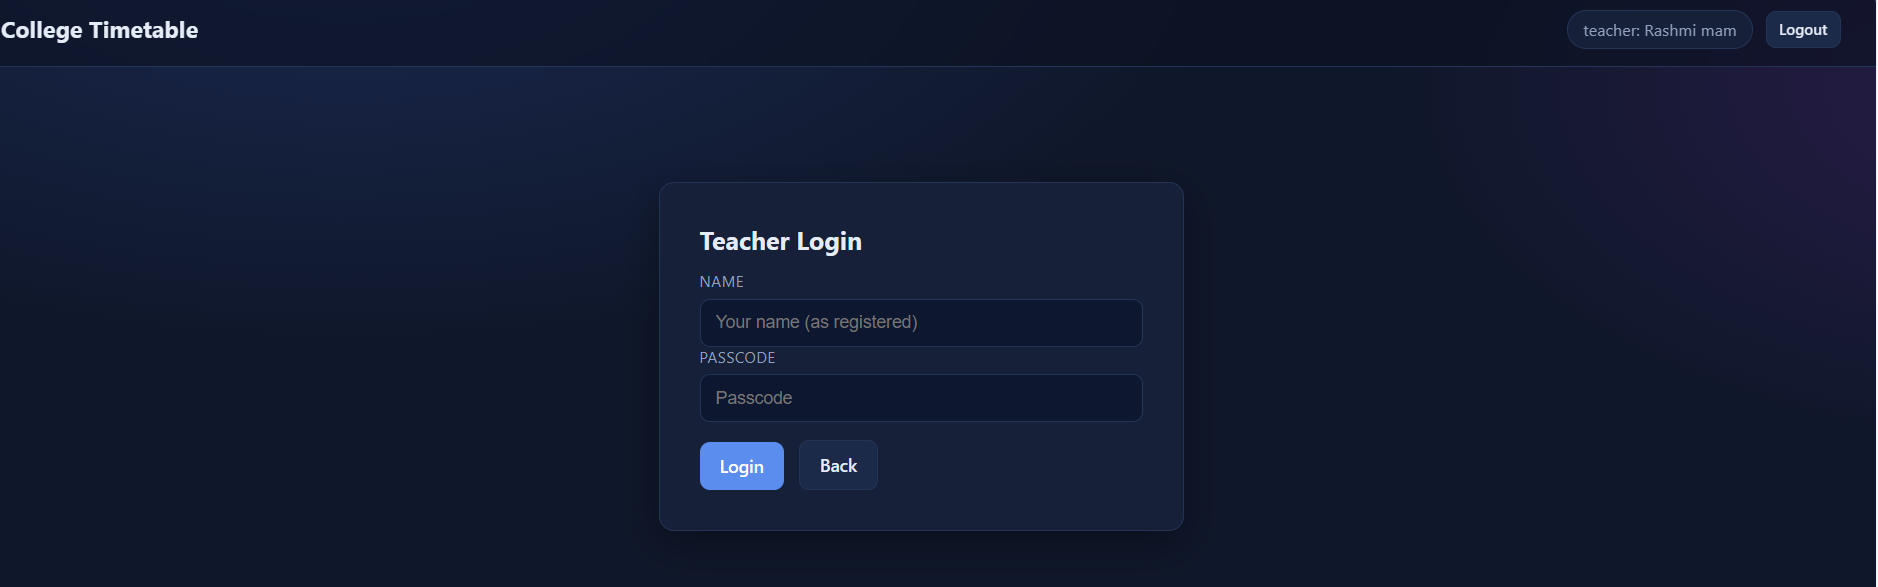 College Timetable
teacher: Rashmi mam
Logout
Teacher Login
NAME
Your name (as registered)
PASSCODE
Passcode
Login
Back